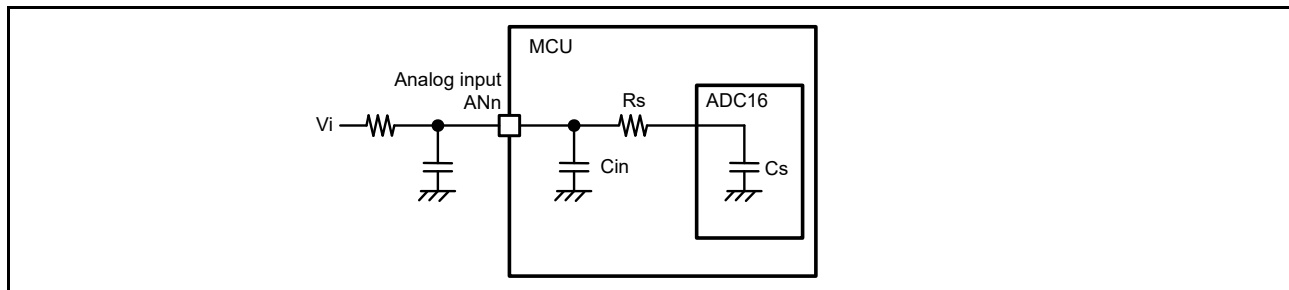 MCU
Analog input
ANn
Rs
ADC16
Vi
Cin
Cs